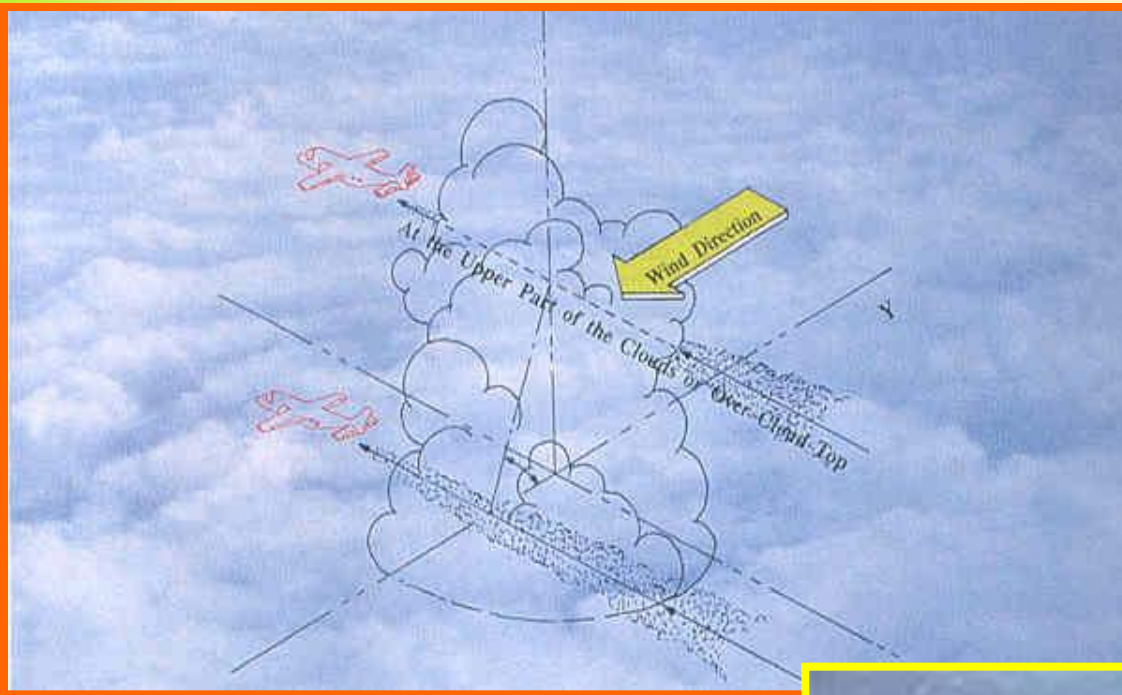 Wind Direction
At the Upper Part of the Clouds or Over-Cloud-Top
Y